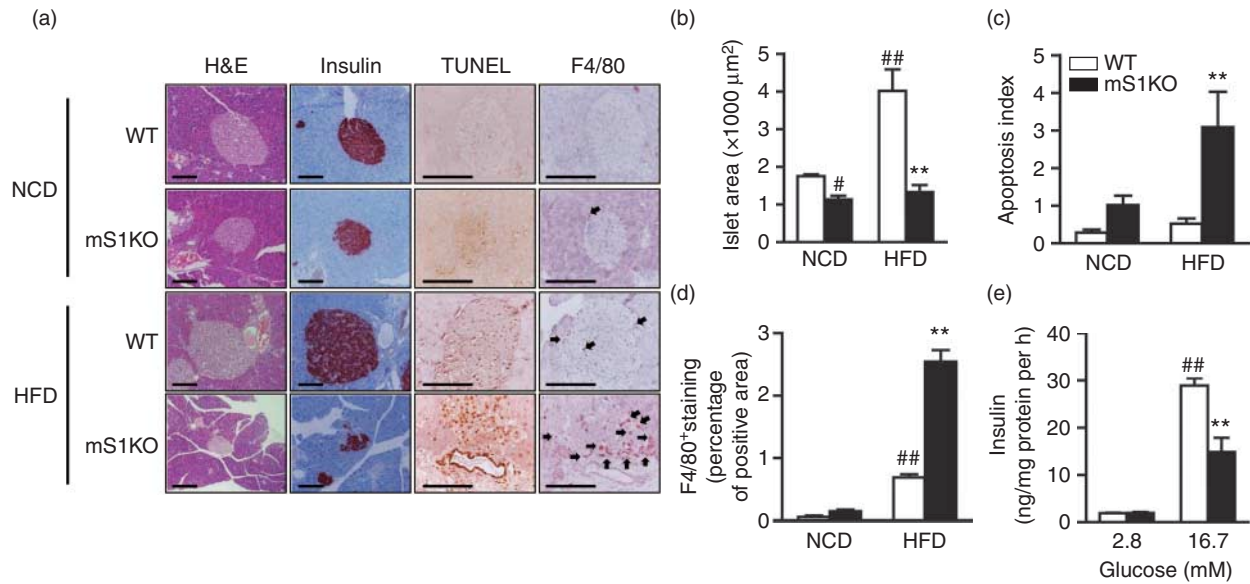 (a)
H&E
Insulin
TUNEL
F4/80
NCD
WT
mS1KO
HFD
WT
mS1KO
(b)
Islet area (×1000 μm²)
5
4
3
2
1
0
##
#
**
NCD
HFD
(c)
Apoptosis index
5
4
3
2
1
0
WT
mS1KO
**
NCD
HFD
(d)
F4/80⁺staining
(percentage
of positive area)
3
2
1
0
##
**
NCD
HFD
(e)
Insulin
(ng/mg protein per h)
40
30
20
10
0
##
**
2.8
16.7
Glucose (mM)